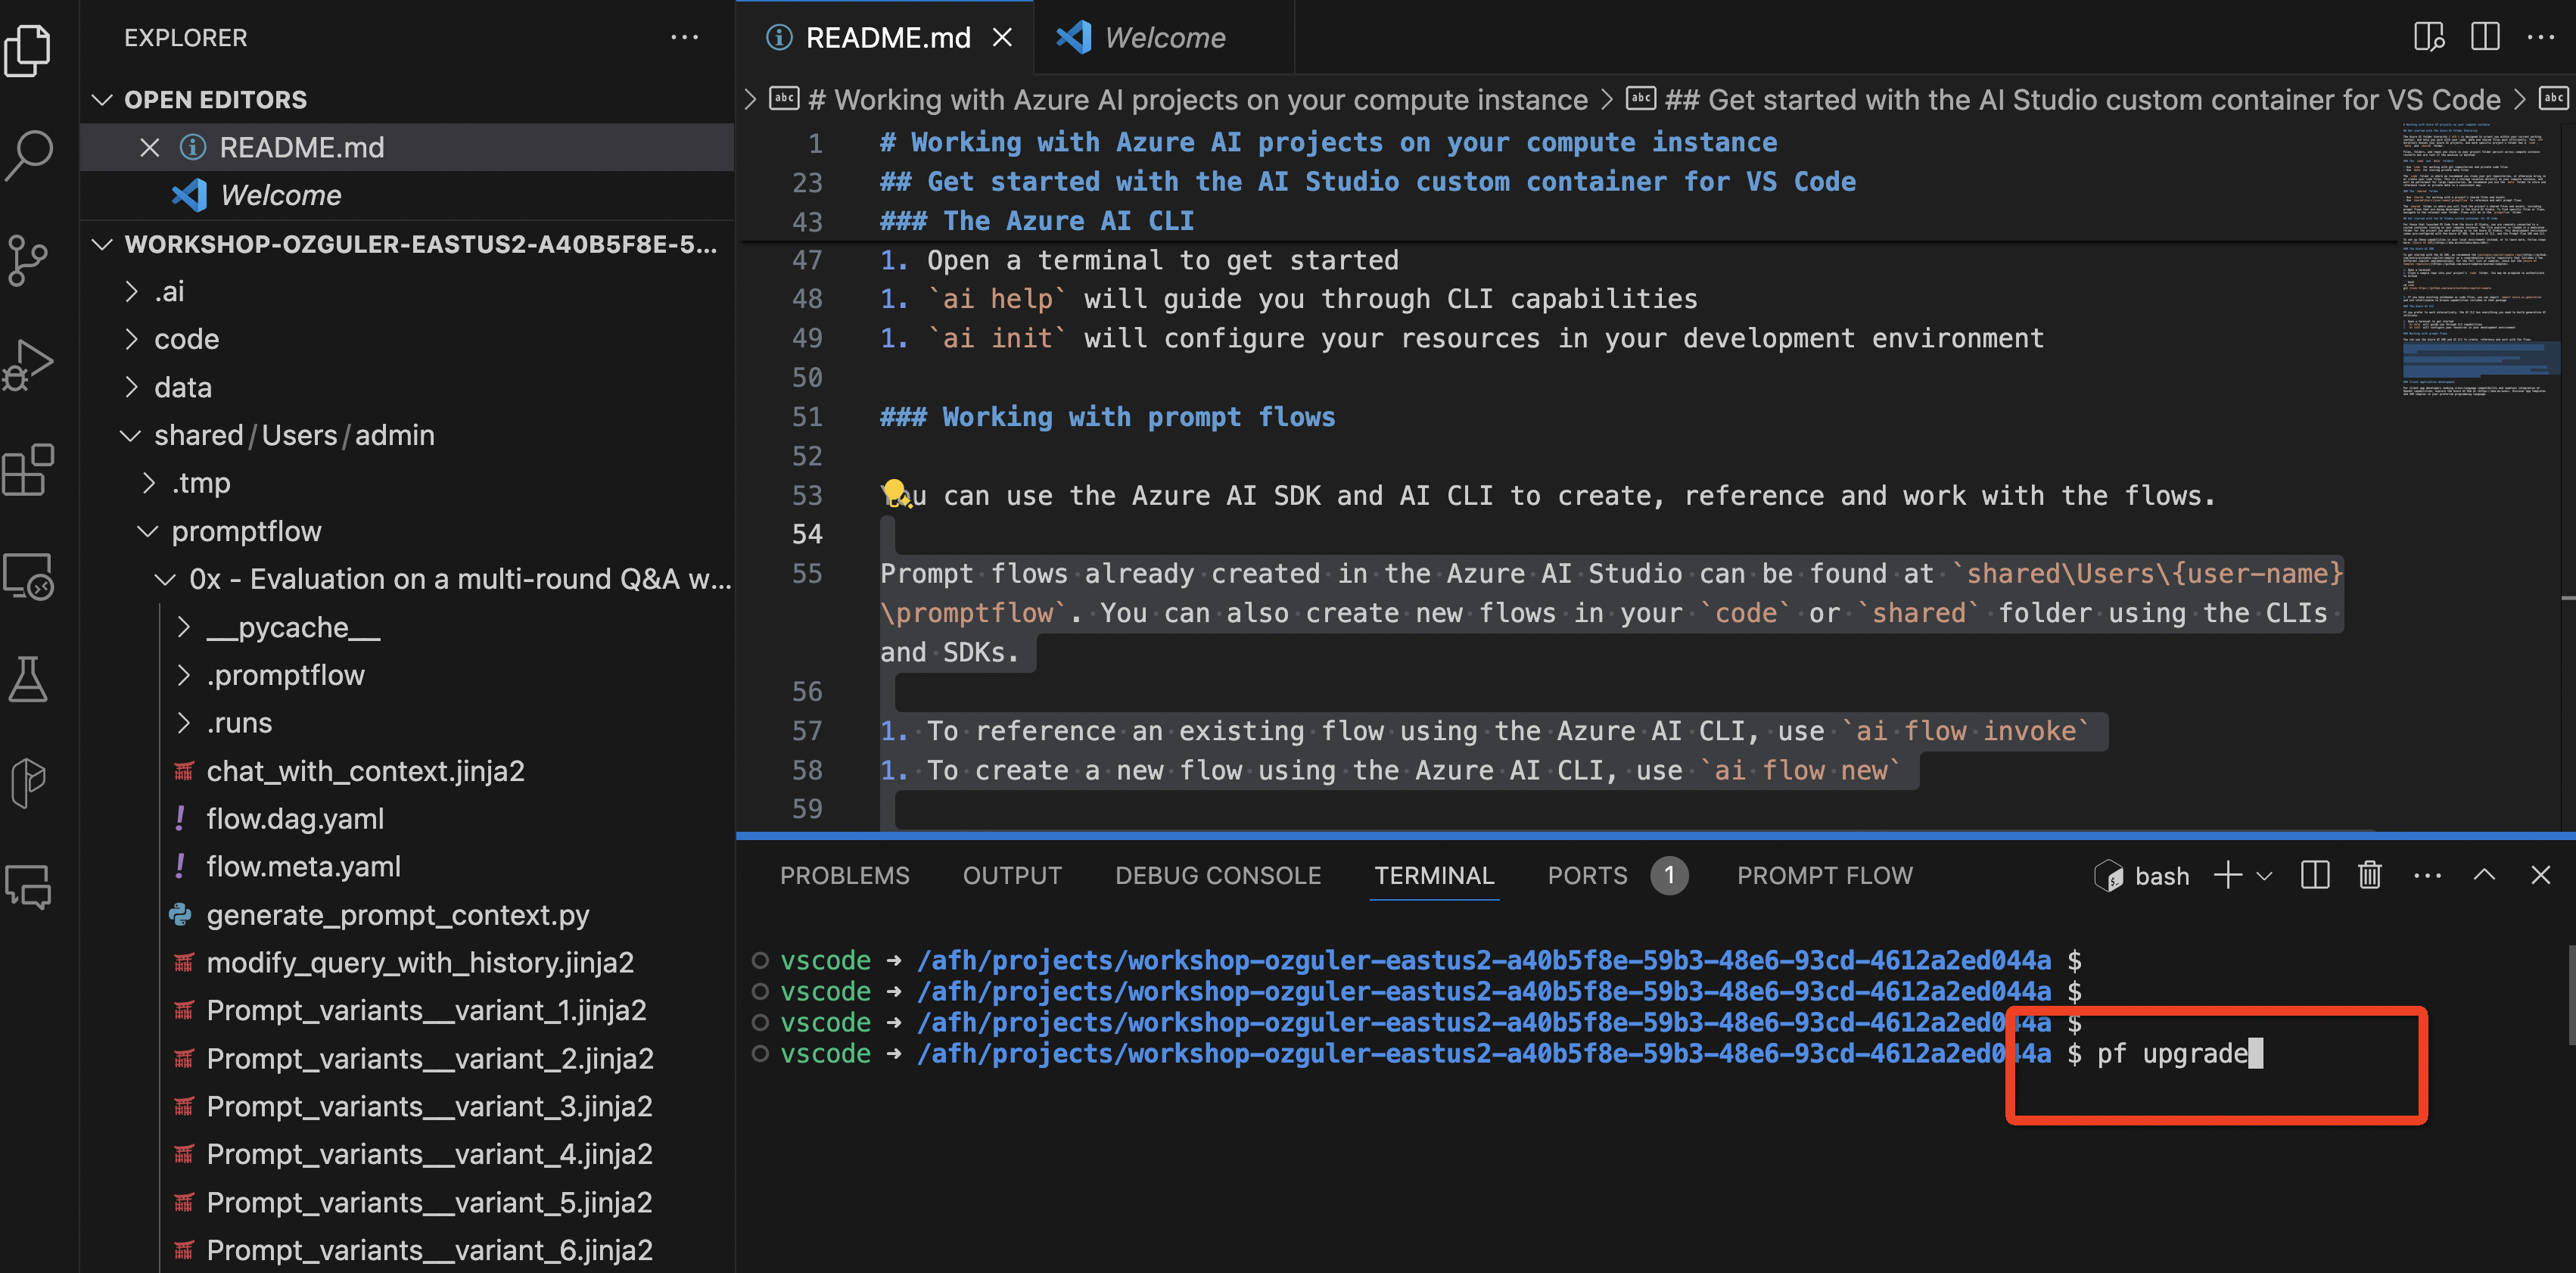 EXPLORER
OPEN EDITORS
README.md
Welcome
WORKSHOP-OZGULER-EASTUS2-A40B5F8E-5...
.ai
code
data
shared/Users/admin
.tmp
promptflow
0x - Evaluation on a multi-round Q&A w...
__pycache__
.promptflow
.runs
chat_with_context.jinja2
flow.dag.yaml
flow.meta.yaml
generate_prompt_context.py
modify_query_with_history.jinja2
Prompt_variants__variant_1.jinja2
Prompt_variants__variant_2.jinja2
Prompt_variants__variant_3.jinja2
Prompt_variants__variant_4.jinja2
Prompt_variants__variant_5.jinja2
Prompt_variants__variant_6.jinja2
README.md
Welcome
# Working with Azure AI projects on your compute instance > ## Get started with the AI Studio custom container for VS Code >
1 # Working with Azure AI projects on your compute instance
23 ## Get started with the AI Studio custom container for VS Code
43 ### The Azure AI CLI
47 1. Open a terminal to get started
48 1. `ai help` will guide you through CLI capabilities
49 1. `ai init` will configure your resources in your development environment
50
51 ### Working with prompt flows
52
53 You can use the Azure AI SDK and AI CLI to create, reference and work with the flows.
54
55 Prompt flows already created in the Azure AI Studio can be found at `shared\Users\{user-name}
\promptflow`. You can also create new flows in your `code` or `shared` folder using the CLIs
and SDKs.
56
57 1. To reference an existing flow using the Azure AI CLI, use `ai flow invoke`
58 1. To create a new flow using the Azure AI CLI, use `ai flow new`
59
PROBLEMS OUTPUT DEBUG CONSOLE TERMINAL PORTS 1 PROMPT FLOW bash
vscode ➜ /afh/projects/workshop-ozguler-eastus2-a40b5f8e-59b3-48e6-93cd-4612a2ed044a $
vscode ➜ /afh/projects/workshop-ozguler-eastus2-a40b5f8e-59b3-48e6-93cd-4612a2ed044a $
vscode ➜ /afh/projects/workshop-ozguler-eastus2-a40b5f8e-59b3-48e6-93cd-4612a2ed044a $
vscode ➜ /afh/projects/workshop-ozguler-eastus2-a40b5f8e-59b3-48e6-93cd-4612a2ed044a $ pf upgrade